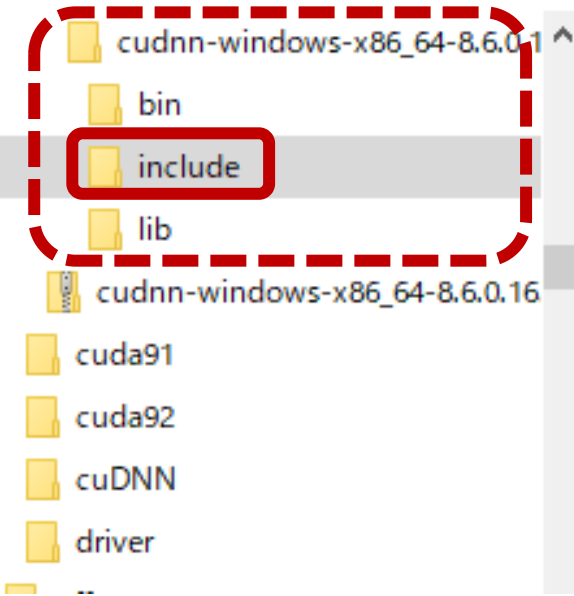 cudnn-windows-x86_64-8.6.0.1
bin
include
lib
cudnn-windows-x86_64-8.6.0.16
cuda91
cuda92
cuDNN
driver